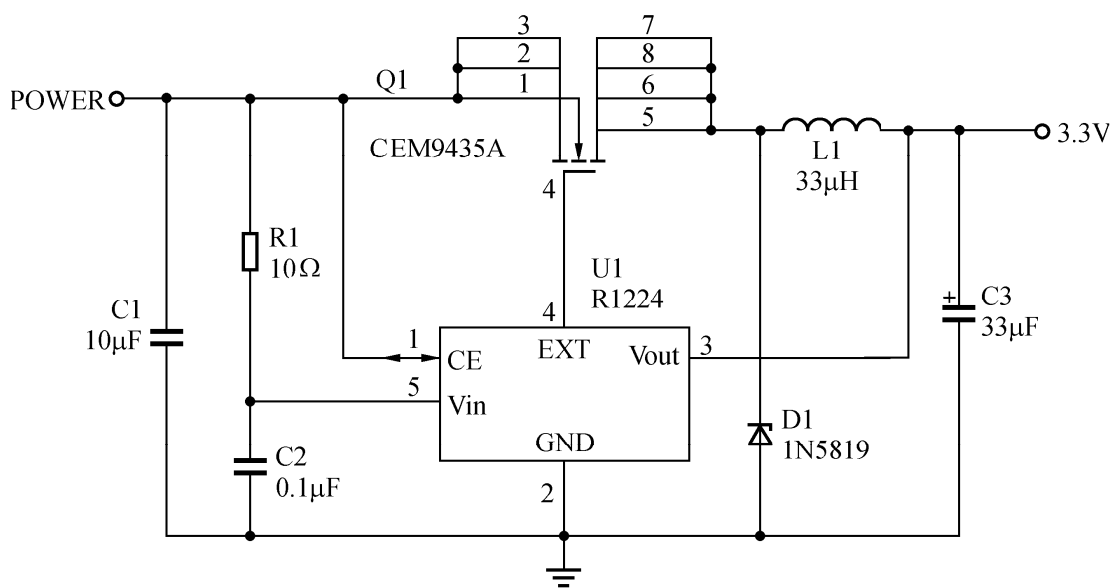 3
7
2
8
Q1
1
6
POWER
5
3.3V
CEM9435A
L1
33μH
4
R1
10Ω
U1
R1224
C1
10μF
4
C3
+
33μF
1
CE
EXT
Vout
3
5
Vin
D1
1N5819
GND
C2
0.1μF
2